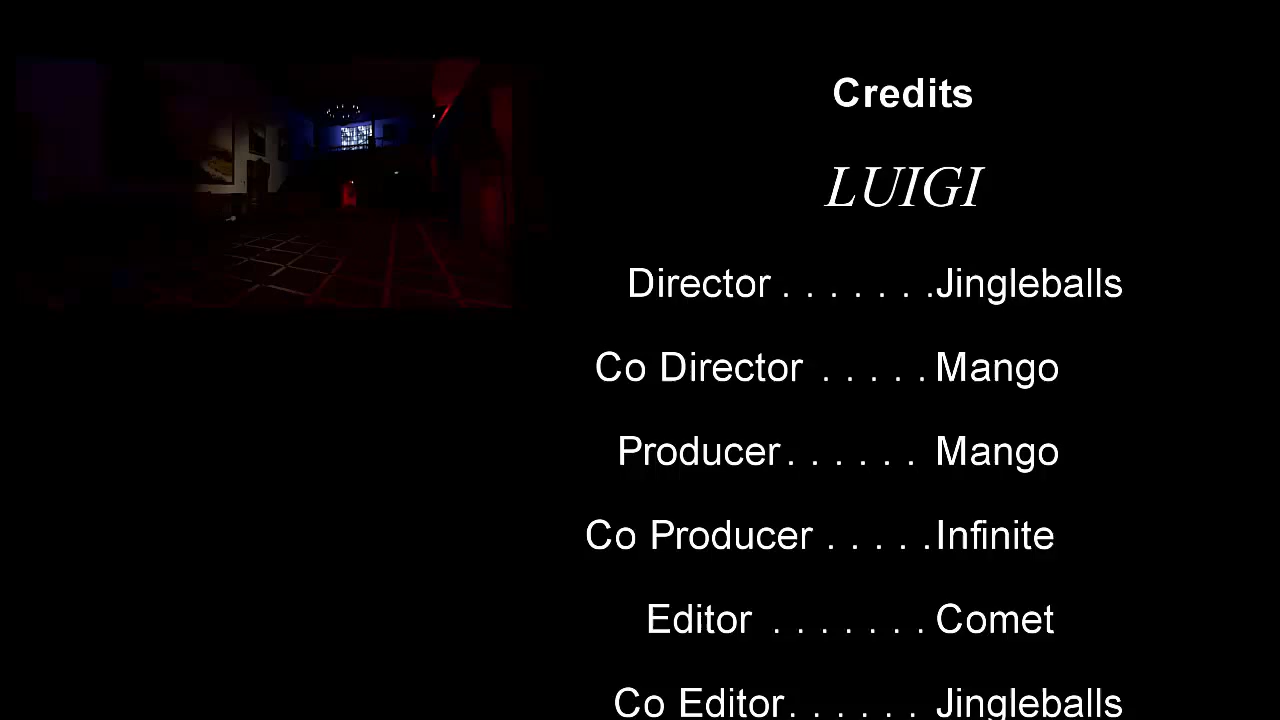 Credits
LUIGI
Director . . . . . . .Jingleballs
Co Director . . . . . Mango
Producer. . . . . . Mango
Co Producer . . . . .Infinite
Editor . . . . . . . Comet
Co Editor. . . . . . Jingleballs